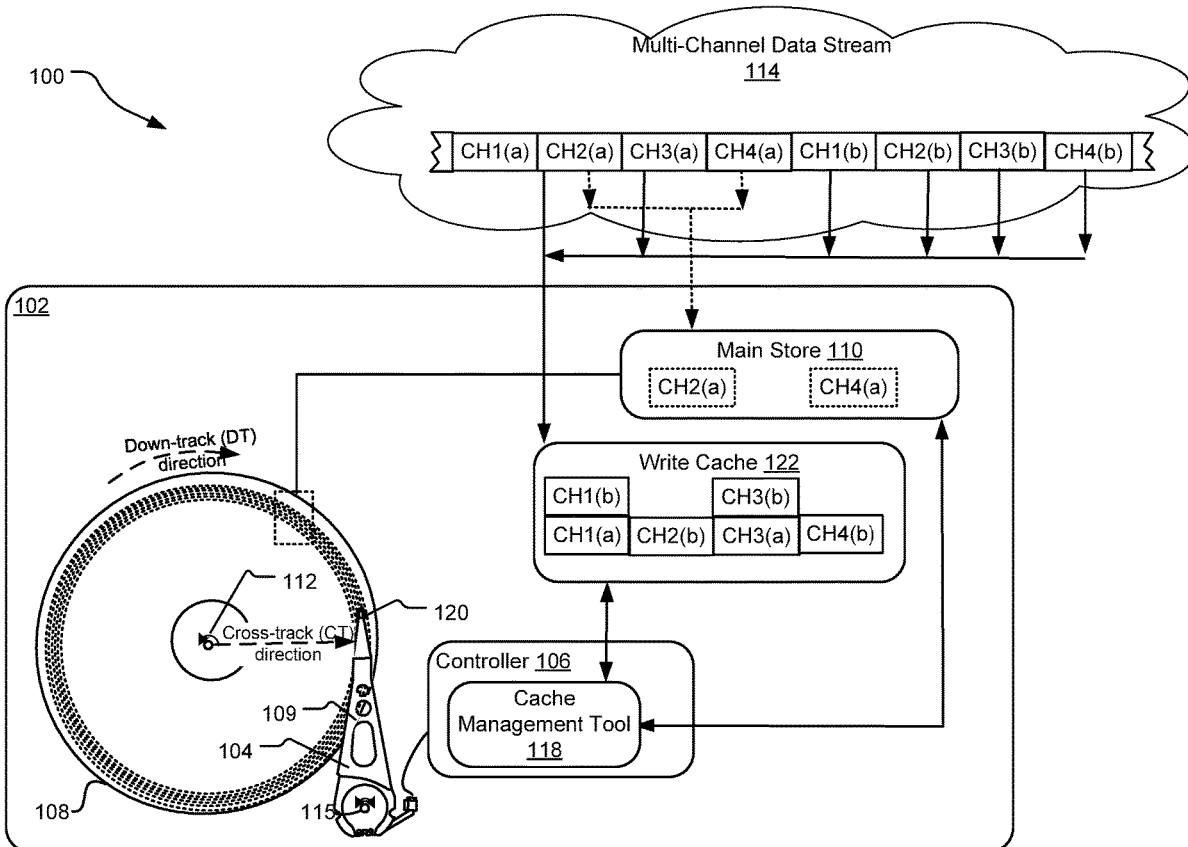 Multi-Channel Data Stream
114
100
CH1(a) CH2(a) CH3(a) CH4(a) CH1(b) CH2(b) CH3(b) CH4(b)
102
Main Store 110
CH2(a) CH4(a)
Down-track (DT)
direction
Write Cache 122
CH1(b) CH3(b)
CH1(a) CH2(b) CH3(a) CH4(b)
112
120
Cross-track (CT)
direction
Controller 106
Cache
Management Tool
118
109
104
108
115